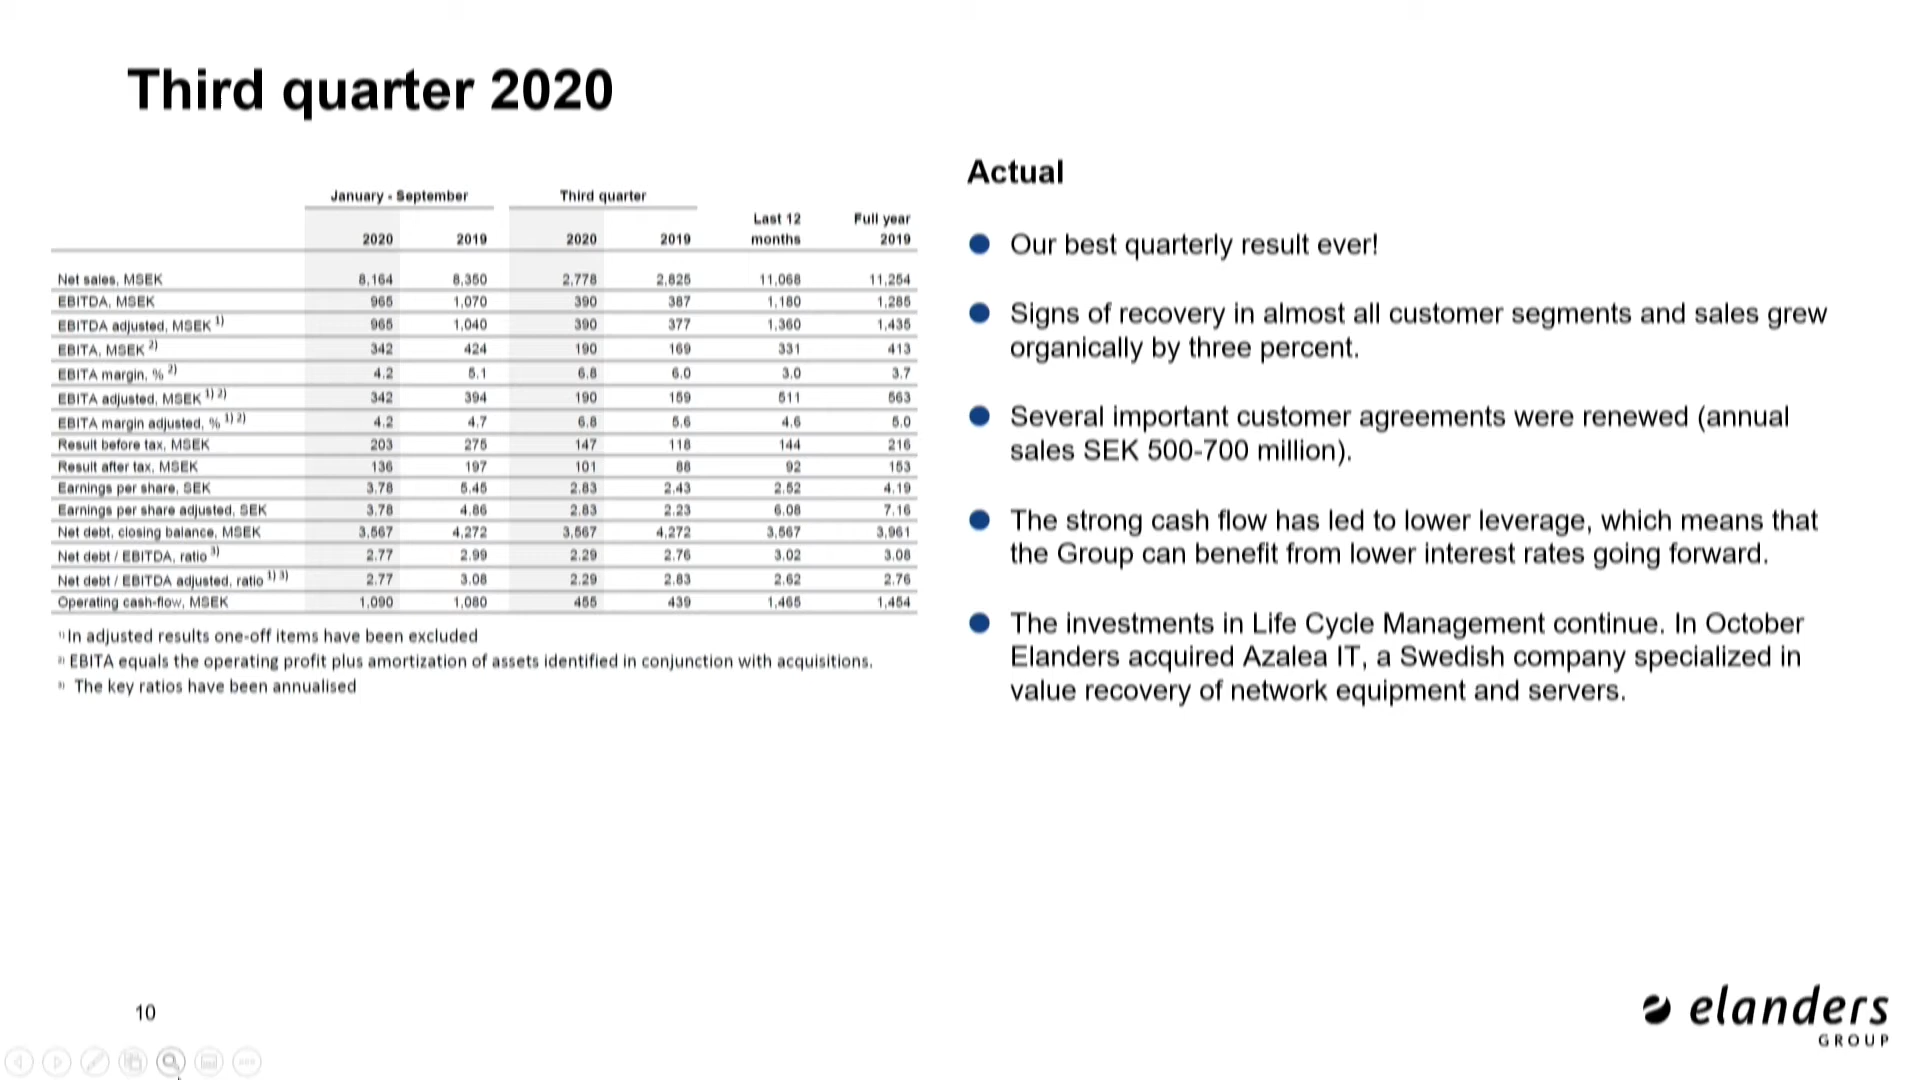 Third quarter 2020
January - September Third quarter
Last 12 Full year
2020 2019 2020 2019 months 2019
Net sales, MSEK 8,164 8,350 2,778 2,825 11,068 11,254
EBITDA, MSEK 965 1,070 390 387 1,180 1,285
EBITDA adjusted, MSEK 1) 965 1,040 390 377 1,360 1,435
EBITA, MSEK 2) 342 424 190 169 331 413
EBITA margin, % 2) 4.2 5.1 6.8 6.0 3.0 3.7
EBITA adjusted, MSEK 1) 2) 342 394 190 159 511 563
EBITA margin adjusted, % 1) 2) 4.2 4.7 6.8 5.6 4.6 5.0
Result before tax, MSEK 203 275 147 118 144 216
Result after tax, MSEK 136 197 101 88 92 153
Earnings per share, SEK 3.78 5.45 2.83 2.43 2.52 4.19
Earnings per share adjusted, SEK 3.78 4.86 2.83 2.23 6.08 7.16
Net debt, closing balance, MSEK 3,567 4,272 3,567 4,272 3,567 3,961
Net debt / EBITDA, ratio 3) 2.77 2.99 2.29 2.76 3.02 3.08
Net debt / EBITDA adjusted, ratio 1) 3) 2.77 3.08 2.29 2.83 2.62 2.76
Operating cash-flow, MSEK 1,090 1,080 455 439 1,465 1,454
1) In adjusted results one-off items have been excluded
2) EBITA equals the operating profit plus amortization of assets identified in conjunction with acquisitions.
3) The key ratios have been annualised
Actual
Our best quarterly result ever!
Signs of recovery in almost all customer segments and sales grew
organically by three percent.
Several important customer agreements were renewed (annual
sales SEK 500-700 million).
The strong cash flow has led to lower leverage, which means that
the Group can benefit from lower interest rates going forward.
The investments in Life Cycle Management continue. In October
Elanders acquired Azalea IT, a Swedish company specialized in
value recovery of network equipment and servers.
10
elanders
GROUP